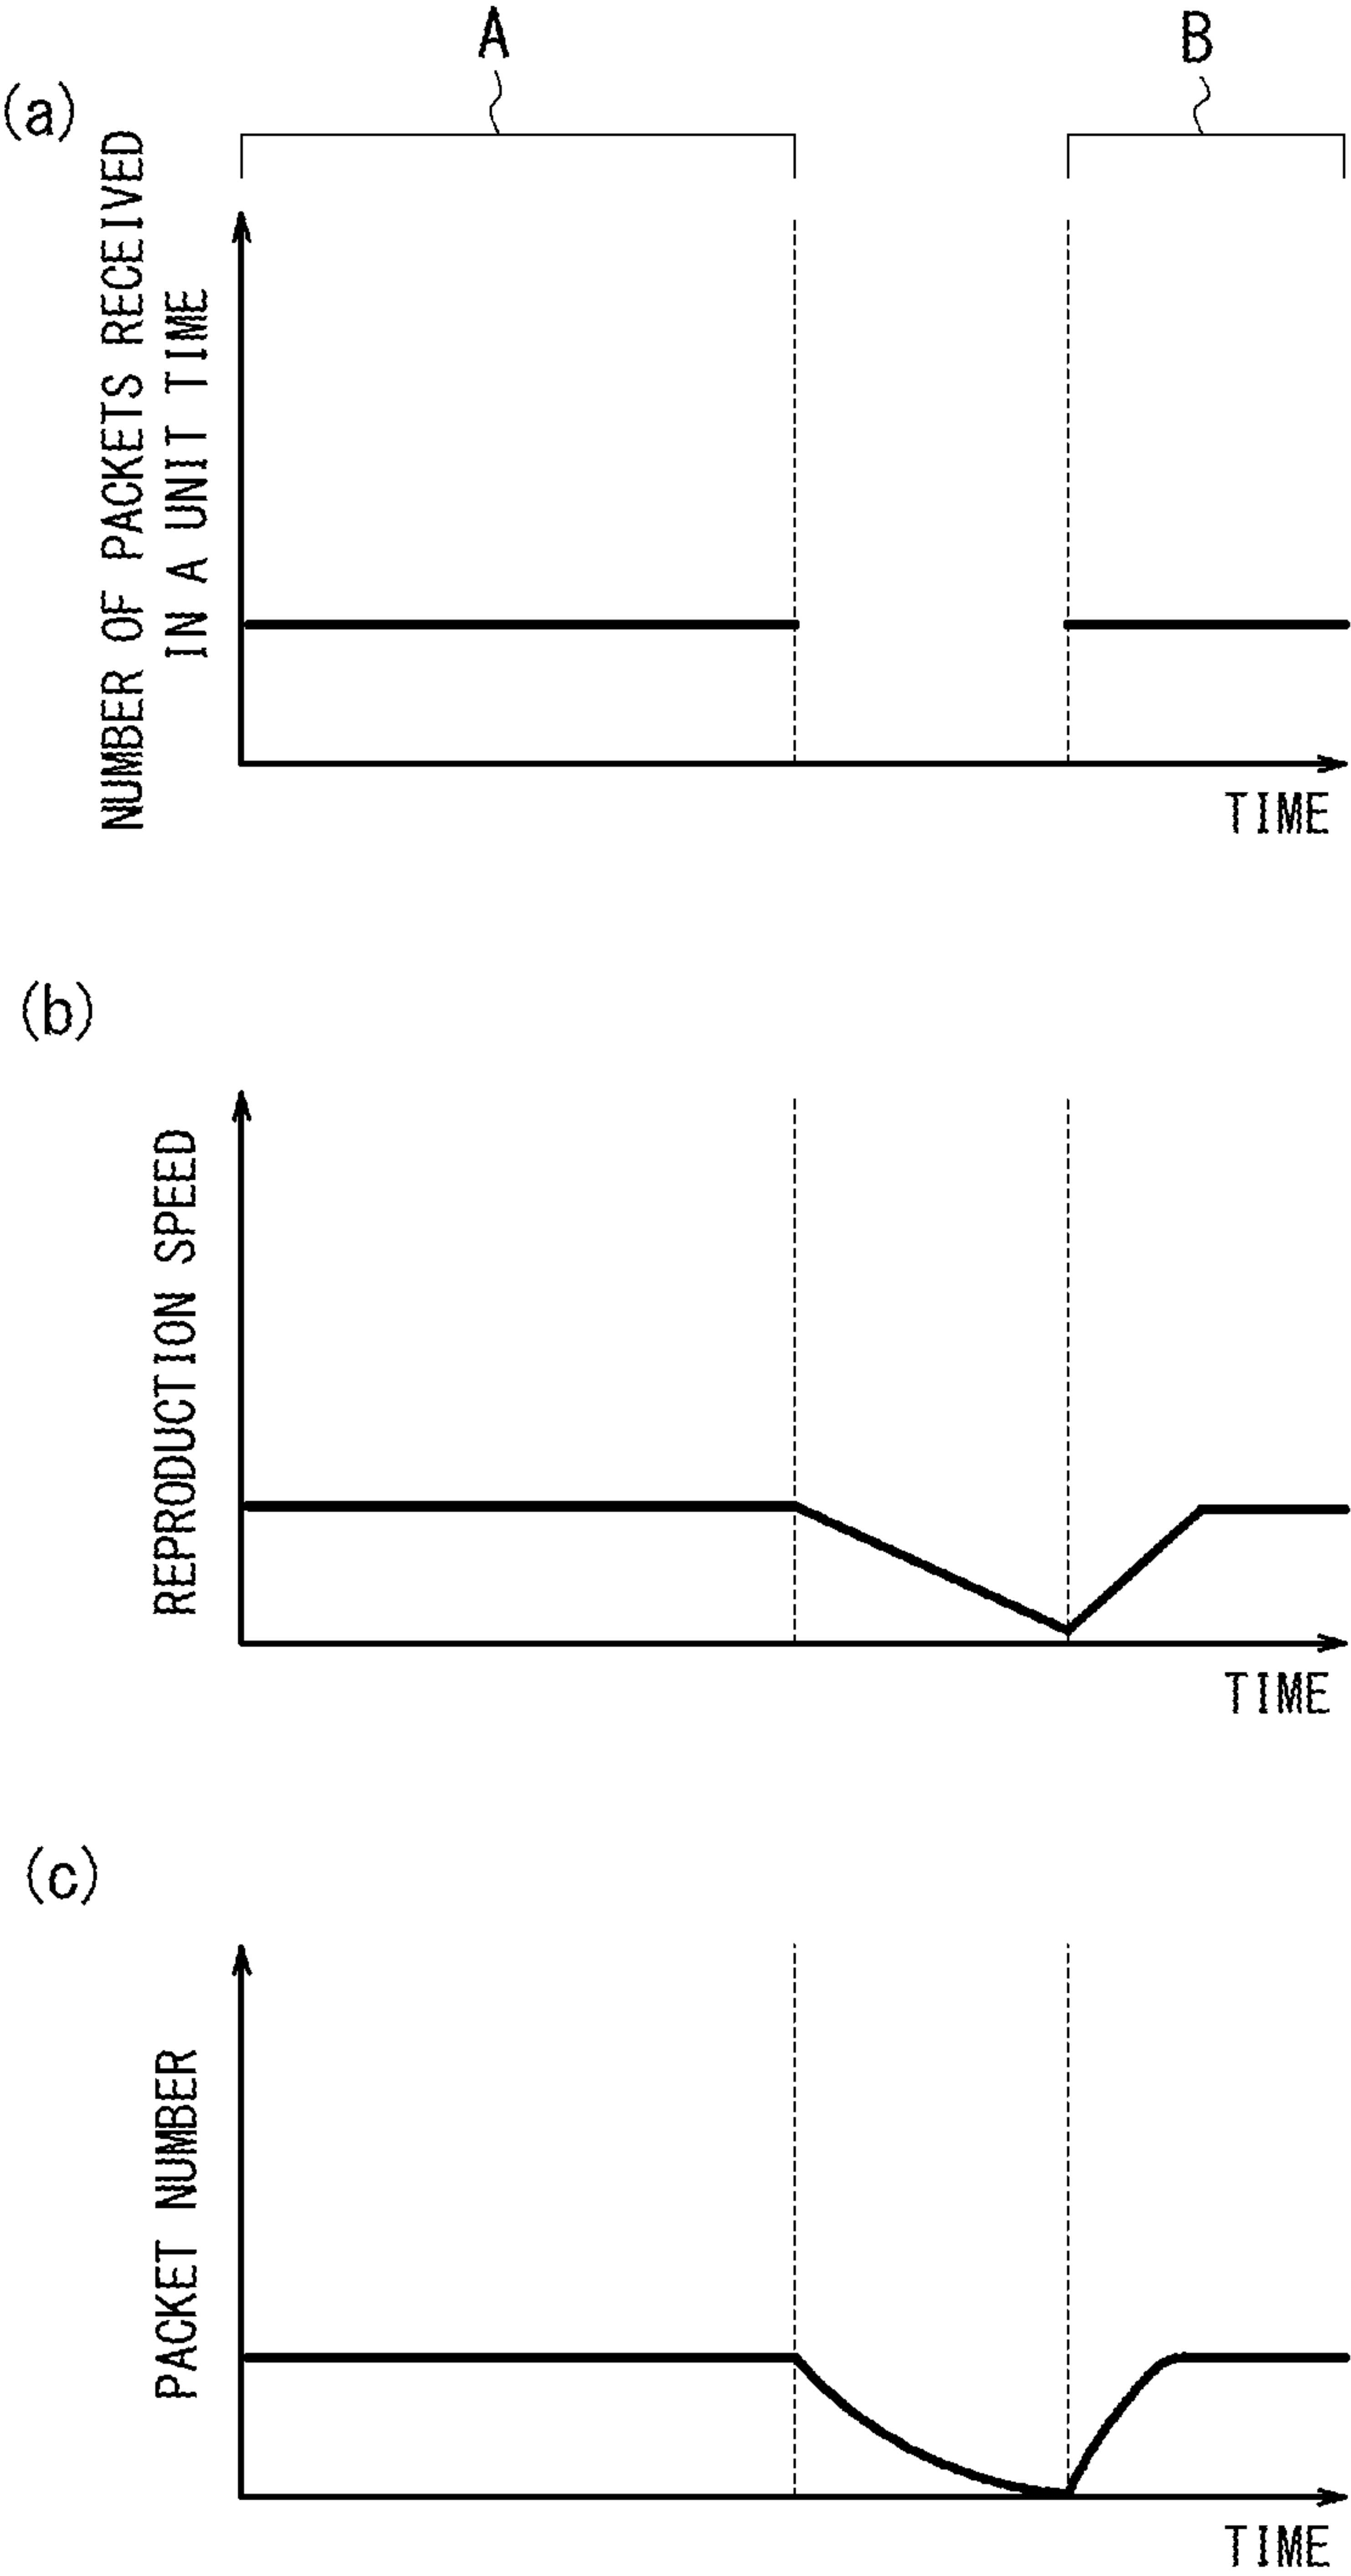 A
B
(a)
NUMBER OF PACKETS RECEIVED
IN A UNIT TIME
TIME
(b)
REPRODUCTION SPEED
TIME
(c)
PACKET NUMBER
TIME